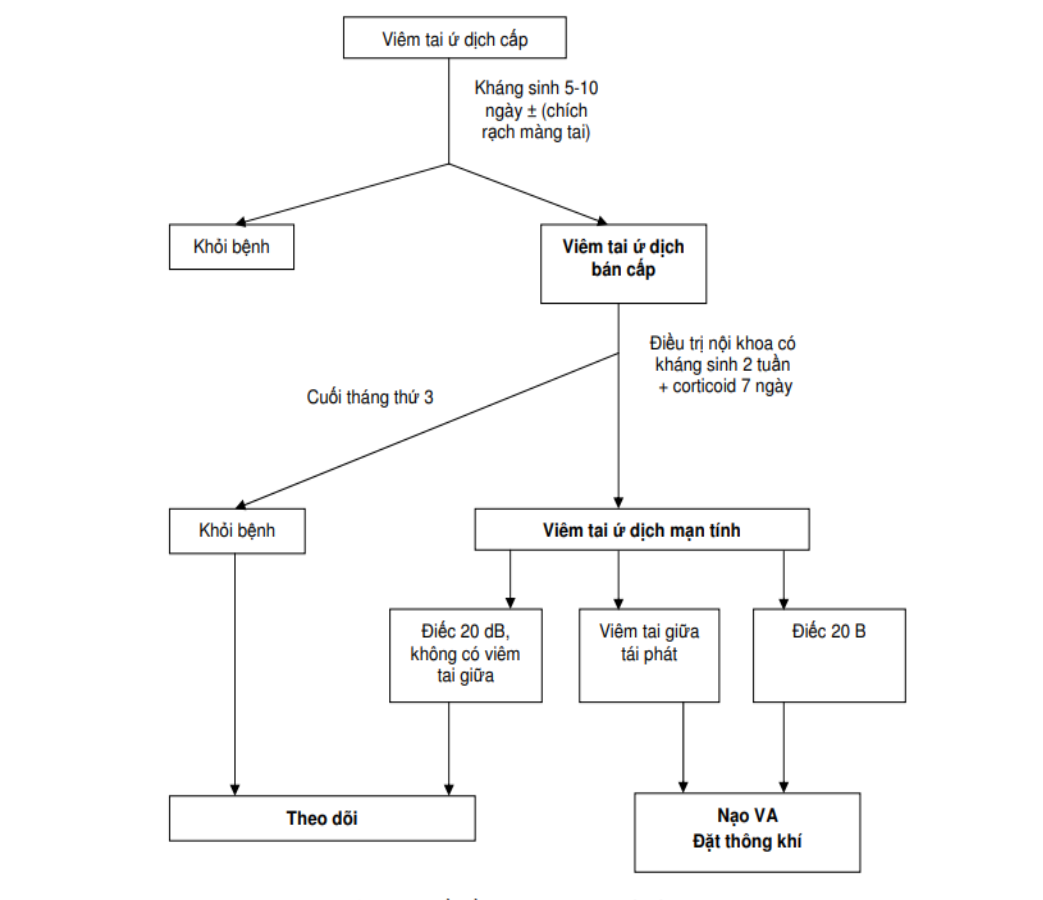 Viêm tai ứ dịch cấp
Kháng sinh 5-10
ngày ± (chích
rạch màng tai)
Khỏi bệnh
Viêm tai ứ dịch
bán cấp
Điều trị nội khoa có
kháng sinh 2 tuần
+ corticoid 7 ngày
Cuối tháng thứ 3
Khỏi bệnh
Viêm tai ứ dịch mạn tính
Điếc 20 dB,
không có viêm
tai giữa
Viêm tai giữa
tái phát
Điếc 20 B
Theo dõi
Nạo VA
Đặt thông khí